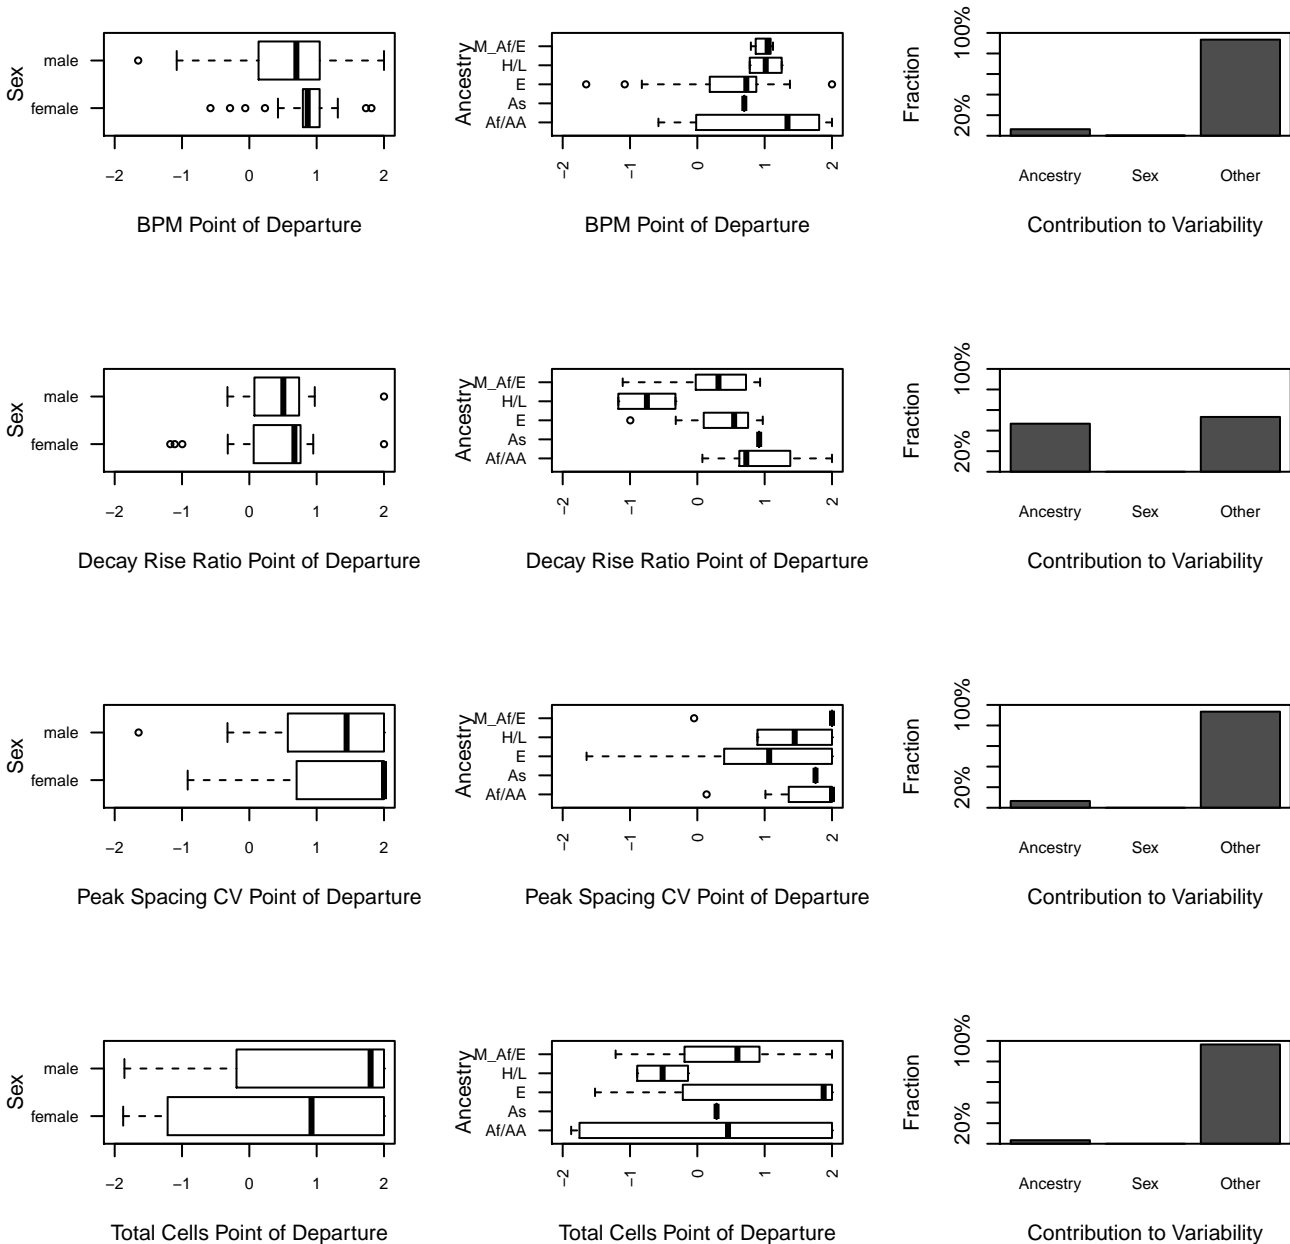 Sex
male
female
−2 −1 0 1 2
BPM Point of Departure
Ancestry
M_Af/E
H/L
E
As
Af/AA
−2 −1 0 1 2
BPM Point of Departure
Fraction
20% 100%
Ancestry Sex Other
Contribution to Variability
Sex
male
female
−2 −1 0 1 2
Decay Rise Ratio Point of Departure
Ancestry
M_Af/E
H/L
E
As
Af/AA
−2 −1 0 1 2
Decay Rise Ratio Point of Departure
Fraction
20% 100%
Ancestry Sex Other
Contribution to Variability
Sex
male
female
−2 −1 0 1 2
Peak Spacing CV Point of Departure
Ancestry
M_Af/E
H/L
E
As
Af/AA
−2 −1 0 1 2
Peak Spacing CV Point of Departure
Fraction
20% 100%
Ancestry Sex Other
Contribution to Variability
Sex
male
female
−2 −1 0 1 2
Total Cells Point of Departure
Ancestry
M_Af/E
H/L
E
As
Af/AA
−2 −1 0 1 2
Total Cells Point of Departure
Fraction
20% 100%
Ancestry Sex Other
Contribution to Variability